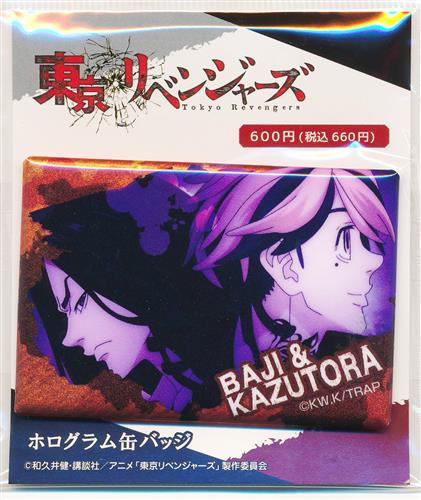 東京リベンジャーズ
Tokyo Revengers
600円(税込 660円)
BAJI &
KAZUTORA
©KW.K/TRAP
ホログラム缶バッジ
©和久井健・講談社／アニメ「東京リベンジャーズ」製作委員会